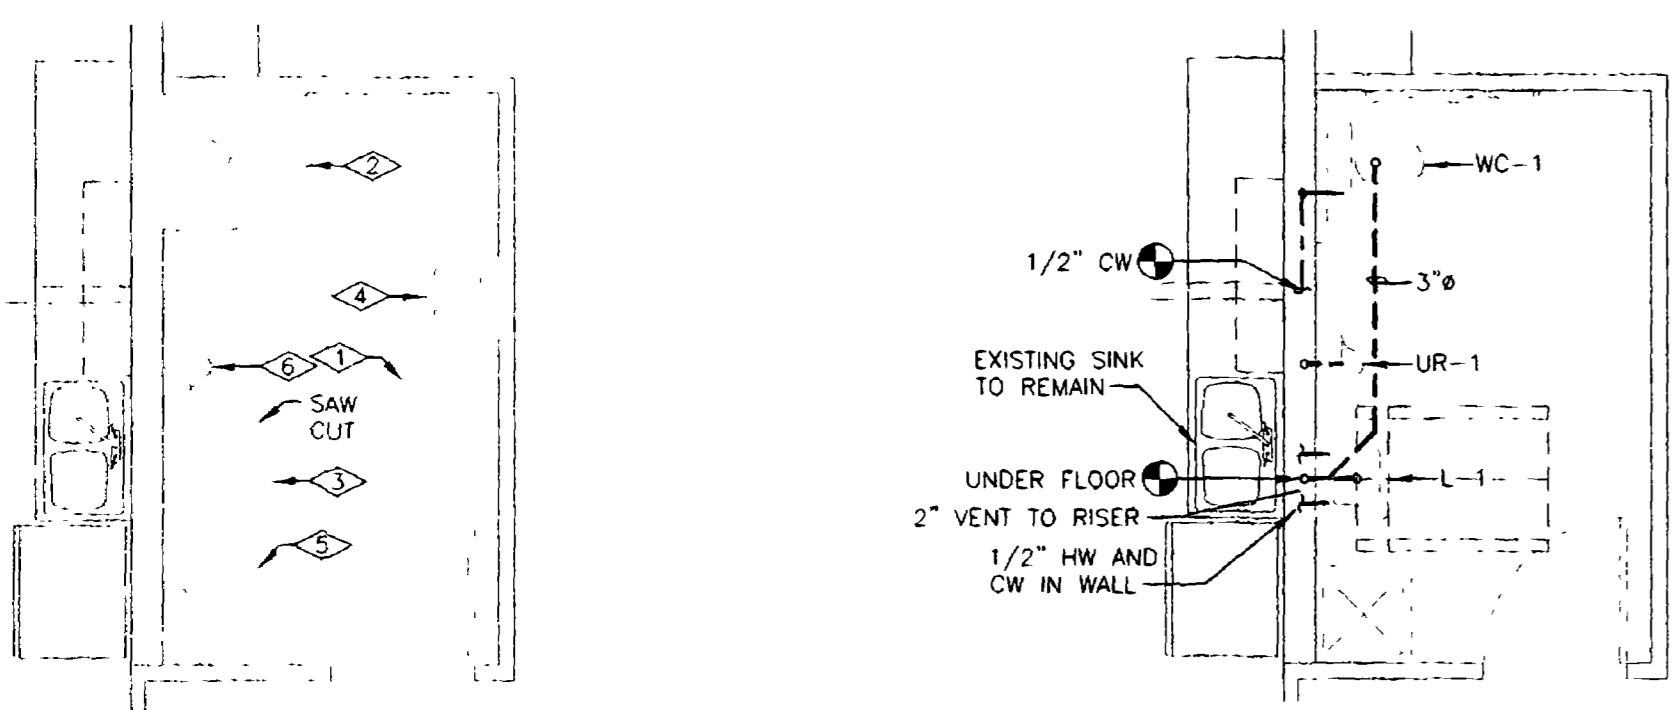 2
4
6
1
SAW
CUT
3
5
WC-1
1/2" CW
3"ø
EXISTING SINK
TO REMAIN
UR-1
UNDER FLOOR
L-1
2" VENT TO RISER
1/2" HW AND
CW IN WALL